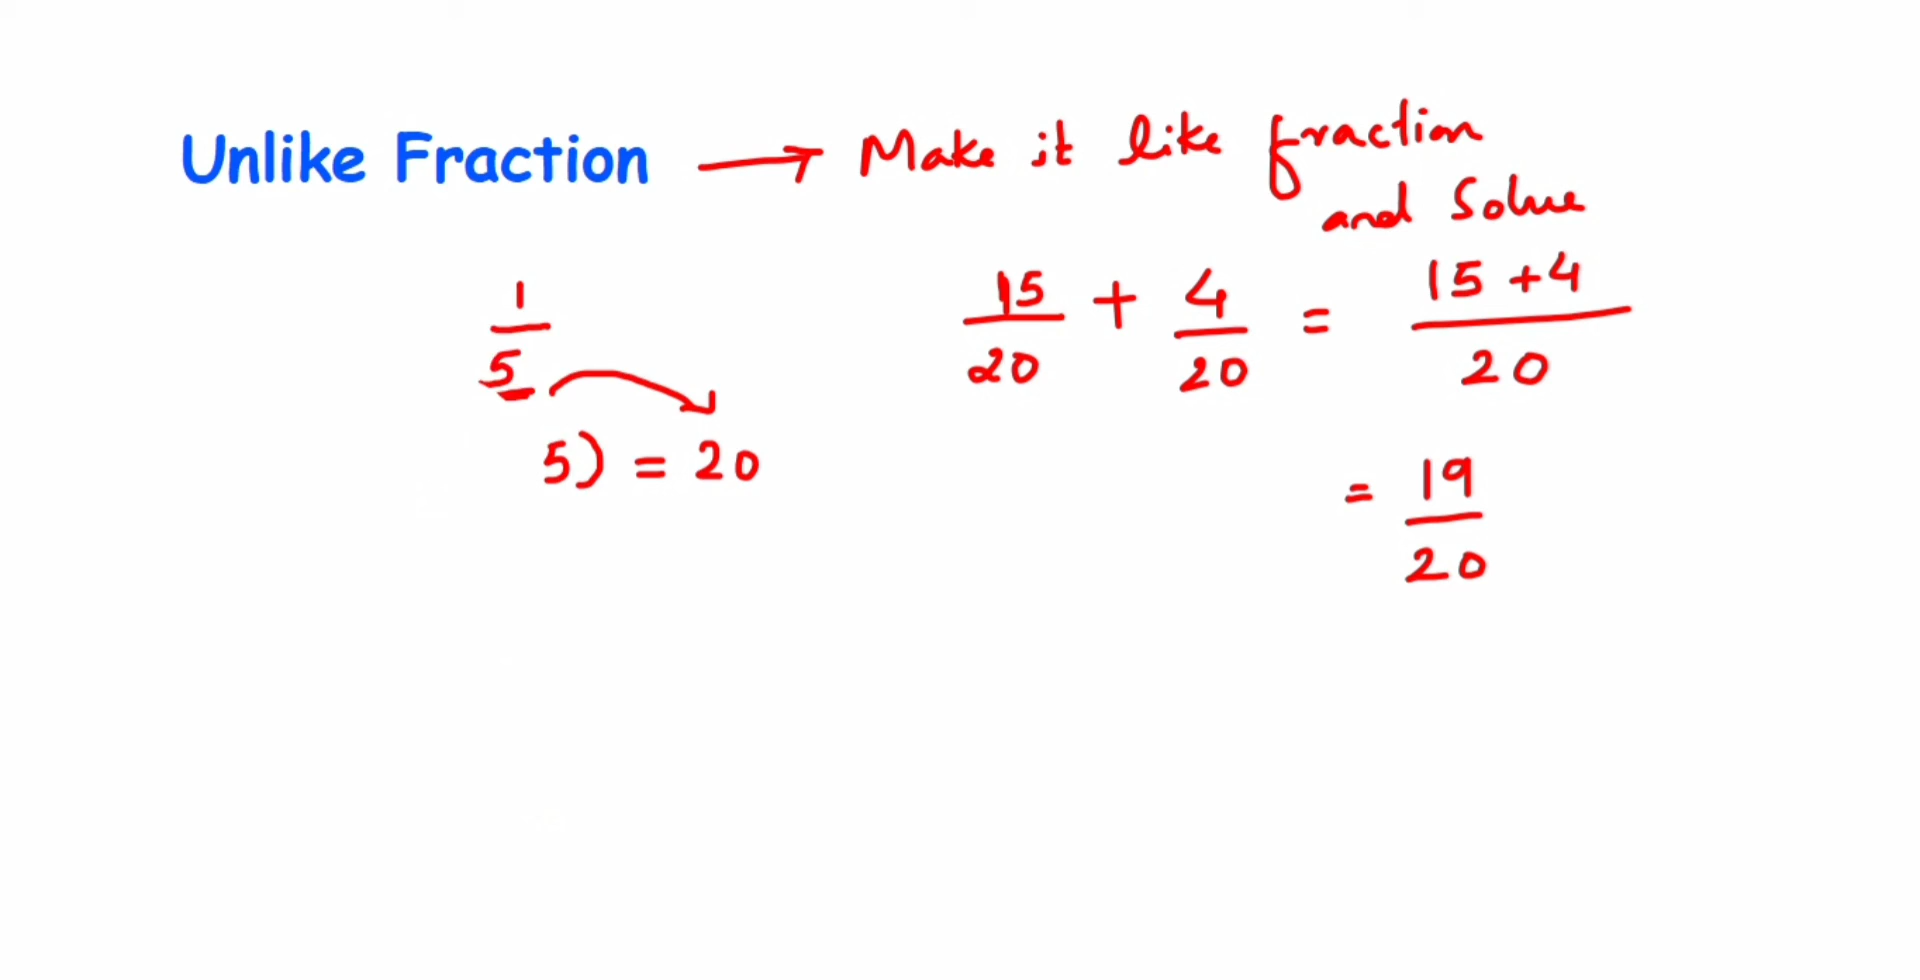 Unlike Fraction → Make it like fraction
and Solve
1/5
15/20 + 4/20 = 15+4/20
5) = 20
= 19/20